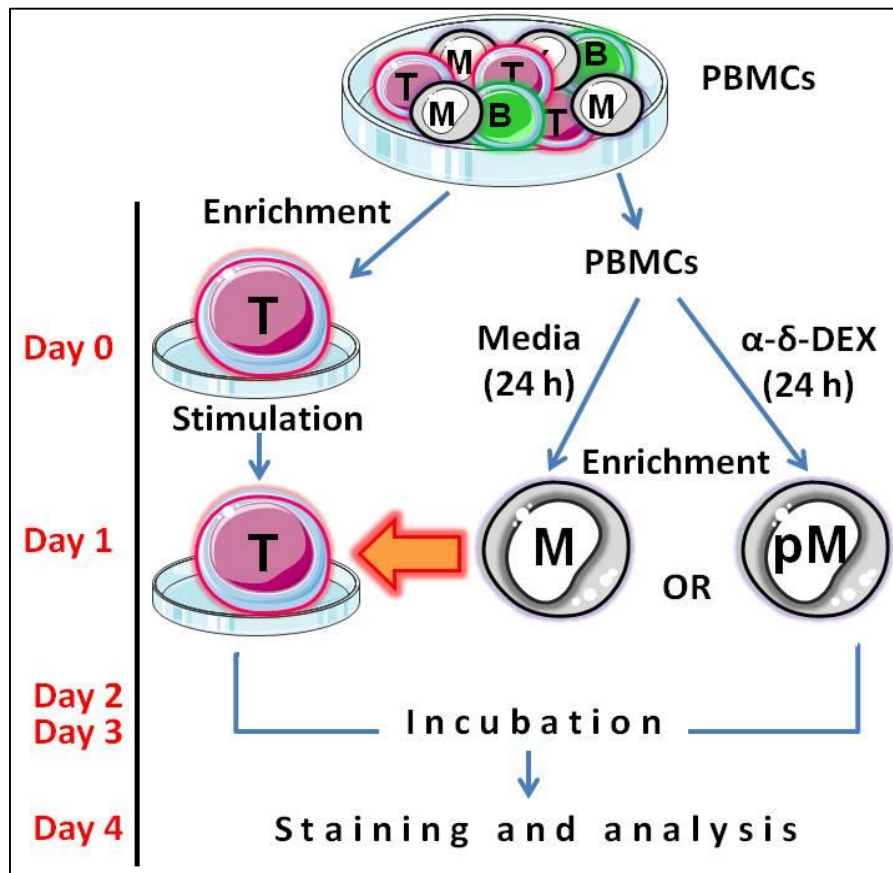 M
T
B
T
M
B
T
M
PBMCs
Enrichment
PBMCs
T
Day 0
Media
(24 h)
α-δ-DEX
(24 h)
Stimulation
Enrichment
Day 1
T
M
OR
pM
Day 2
Day 3
Incubation
Day 4
Staining and analysis